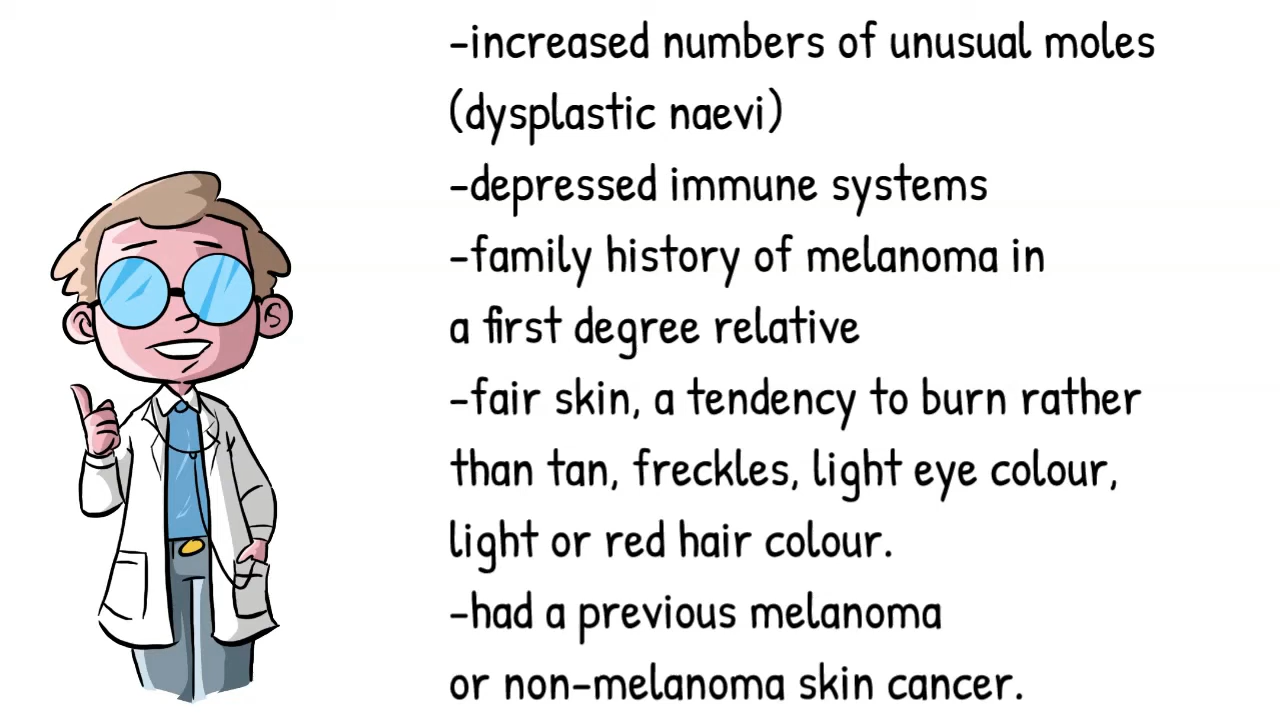 -increased numbers of unusual moles
(dysplastic naevi)
-depressed immune systems
-family history of melanoma in
a first degree relative
-fair skin, a tendency to burn rather
than tan, freckles, light eye colour,
light or red hair colour.
-had a previous melanoma
or non-melanoma skin cancer.